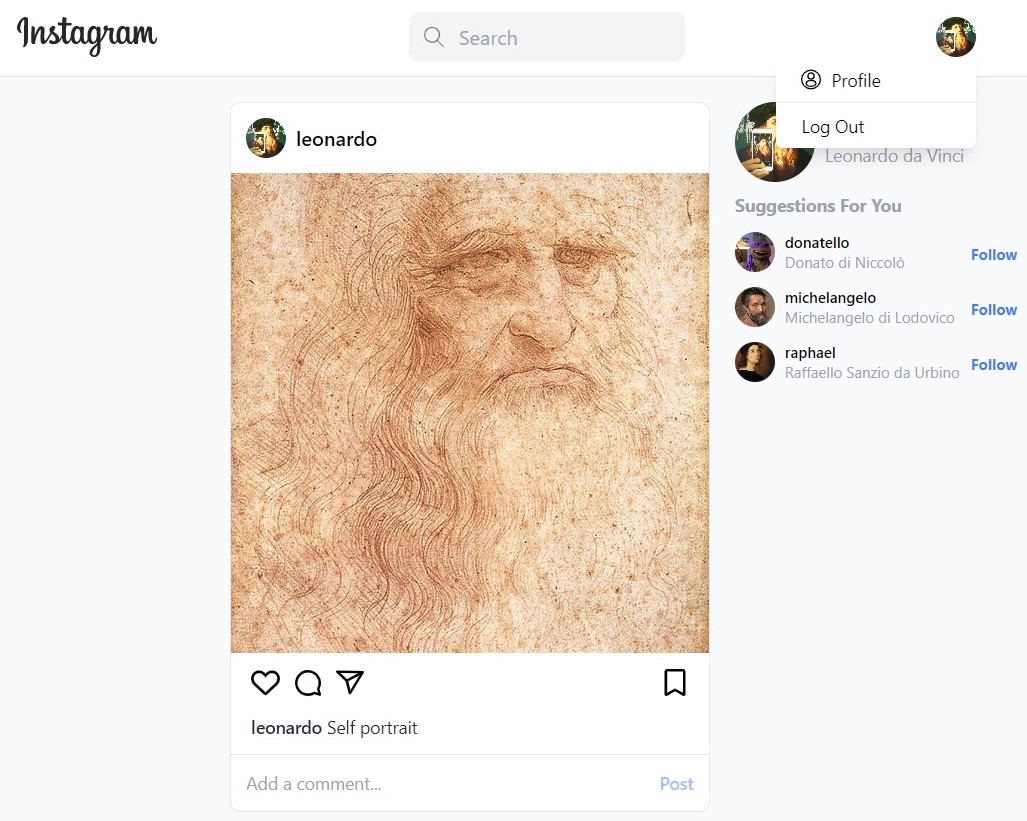 Instagram
Search
Profile
Log Out
leonardo
Leonardo da Vinci
Suggestions For You
donatello
Donato di Niccolò
Follow
michelangelo
Michelangelo di Lodovico
Follow
raphael
Raffaello Sanzio da Urbino
Follow
leonardo Self portrait
Add a comment...
Post